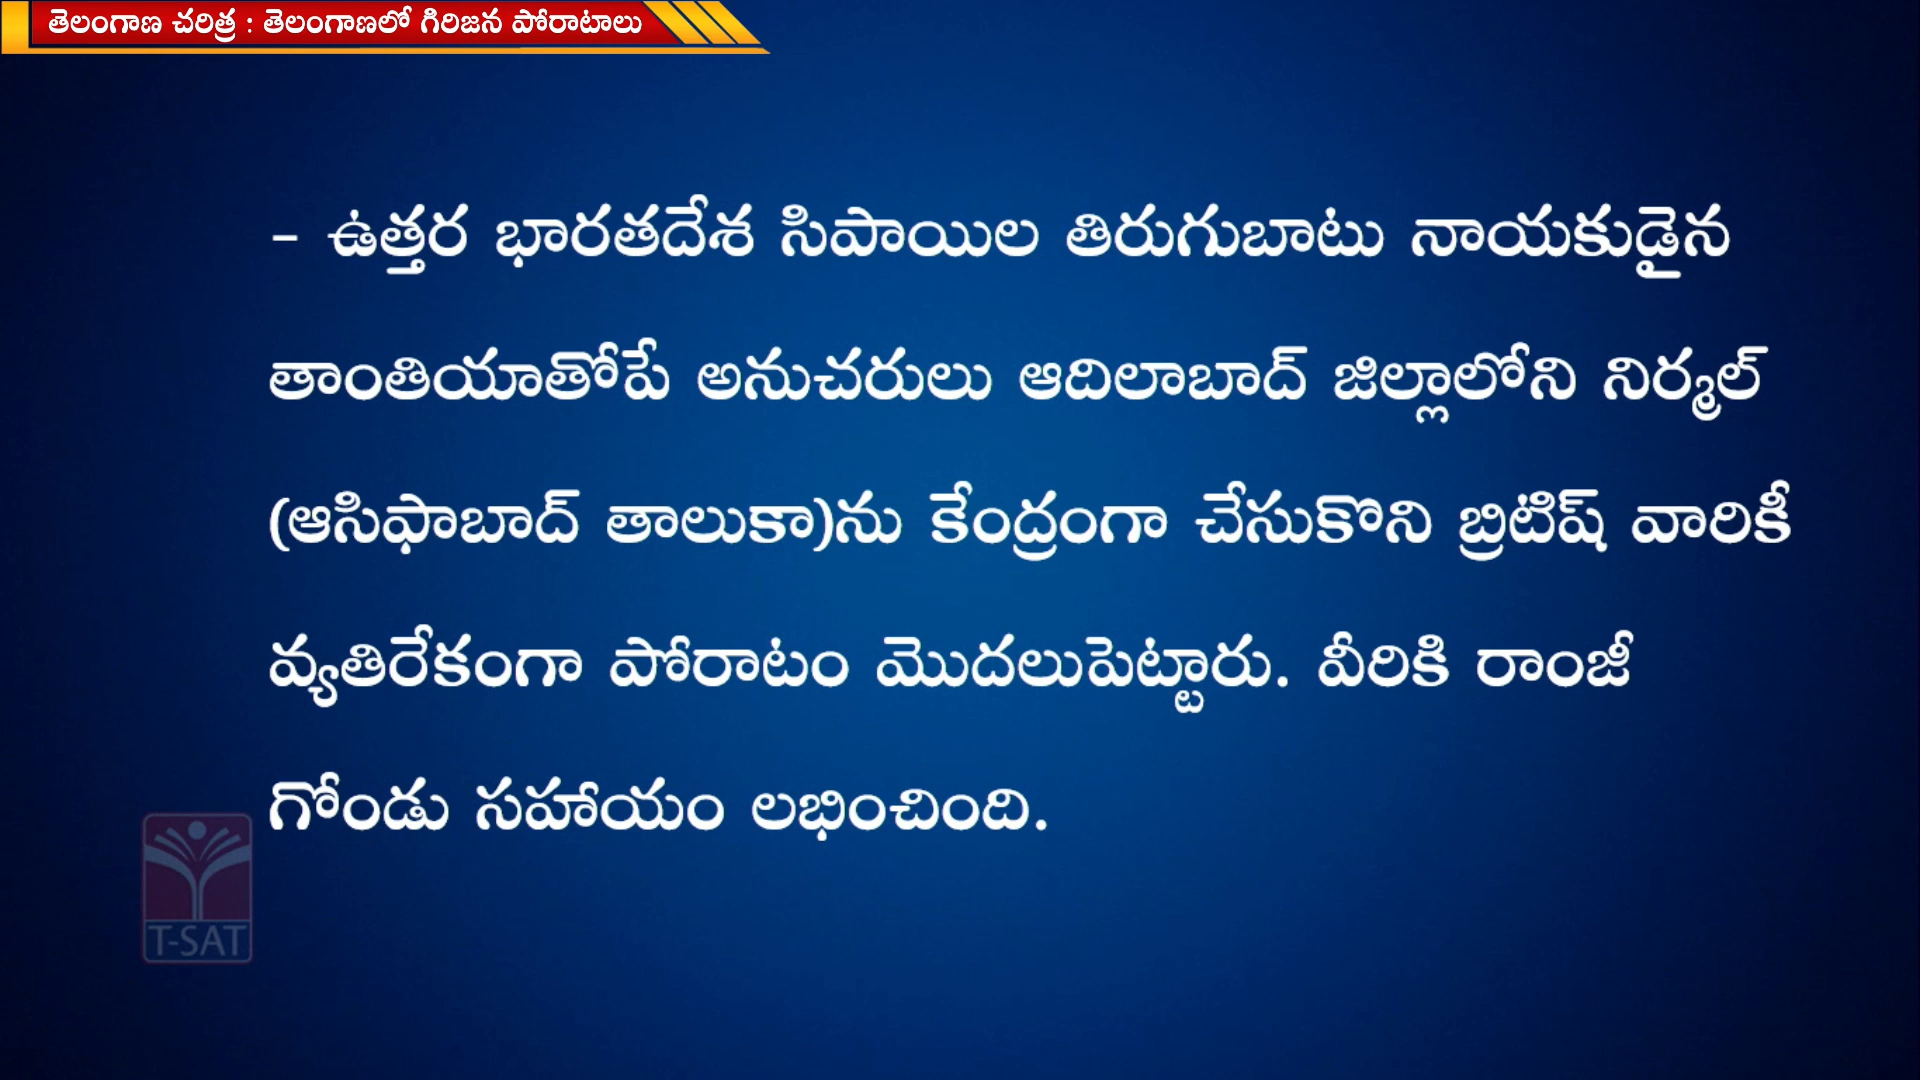 తెలంగాణ చరిత్ర : తెలంగాణలో గిరిజన పోరాటాలు
- ఉత్తర భారతదేశ సిపాయిల తిరుగుబాటు నాయకుడైన
తాంతియాతోపే అనుచరులు ఆదిలాబాద్ జిల్లాలోని నిర్మల్
(ఆసిఫాబాద్ తాలుకా)ను కేంద్రంగా చేసుకొని బ్రిటిష్ వారికీ
వ్యతిరేకంగా పోరాటం మొదలుపెట్టారు. వీరికి రాంజీ
గోండు సహాయం లభించింది.
T-SAT